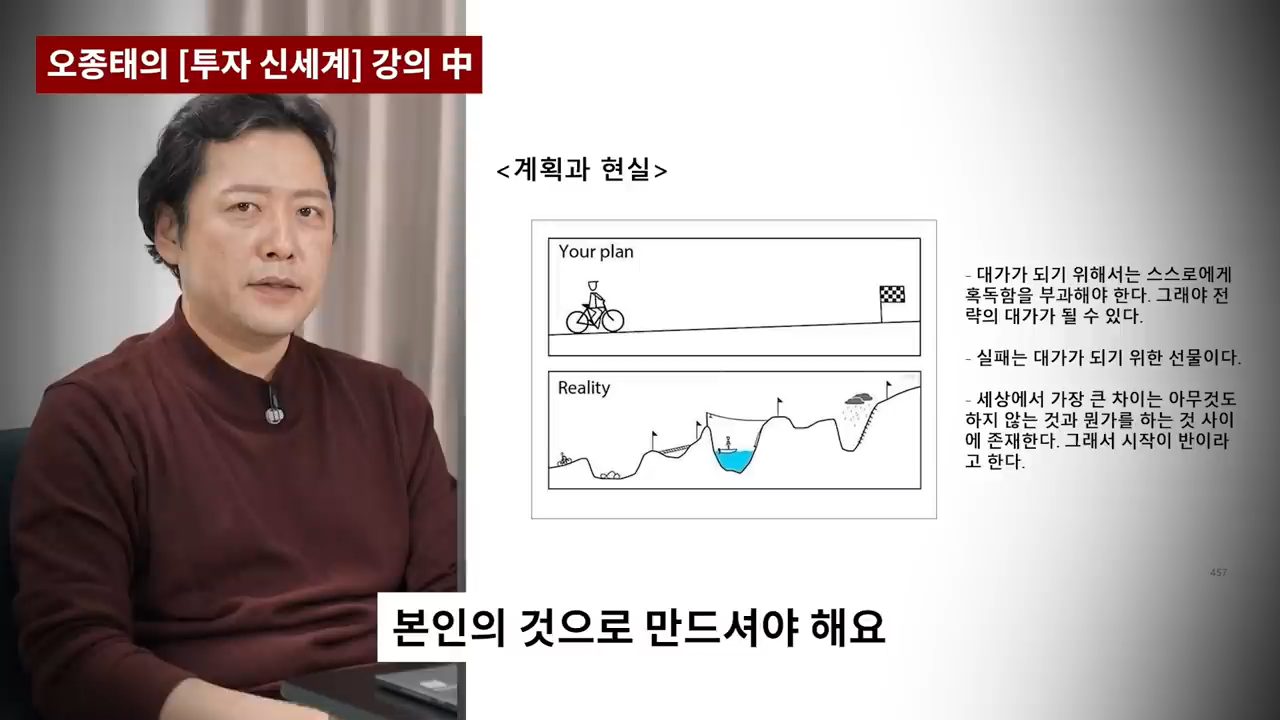 오종태의 [투자 신세계] 강의 中
<계획과 현실>
Your plan
Reality
- 대가가 되기 위해서는 스스로에게
혹독함을 부과해야 한다. 그래야 전
략의 대가가 될 수 있다.
- 실패는 대가가 되기 위한 선물이다.
- 세상에서 가장 큰 차이는 아무것도
하지 않는 것과 뭔가를 하는 것 사이
에 존재한다. 그래서 시작이 반이라
고 한다.
457
본인의 것으로 만드셔야 해요